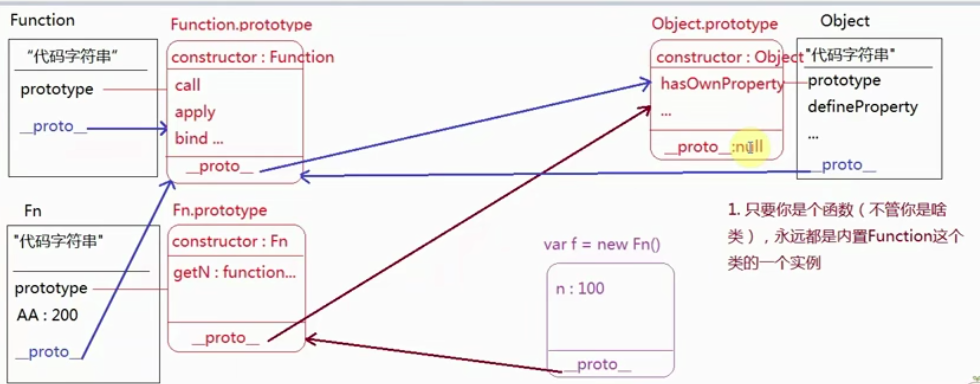 Function
“代码字符串“
prototype
__proto__
Function.prototype
constructor : Function
call
apply
bind ...
__proto__
Object.prototype
constructor : Object
hasOwnProperty
...
__proto__:null
Object
"代码字符串"
prototype
defineProperty
...
__proto__
Fn
"代码字符串"
prototype
AA : 200
__proto__
Fn.prototype
constructor : Fn
getN : function...
__proto__
var f = new Fn()
n : 100
__proto__
1. 只要你是个函数（不管你是啥
类），永远都是内置Function这个
类的一个实例